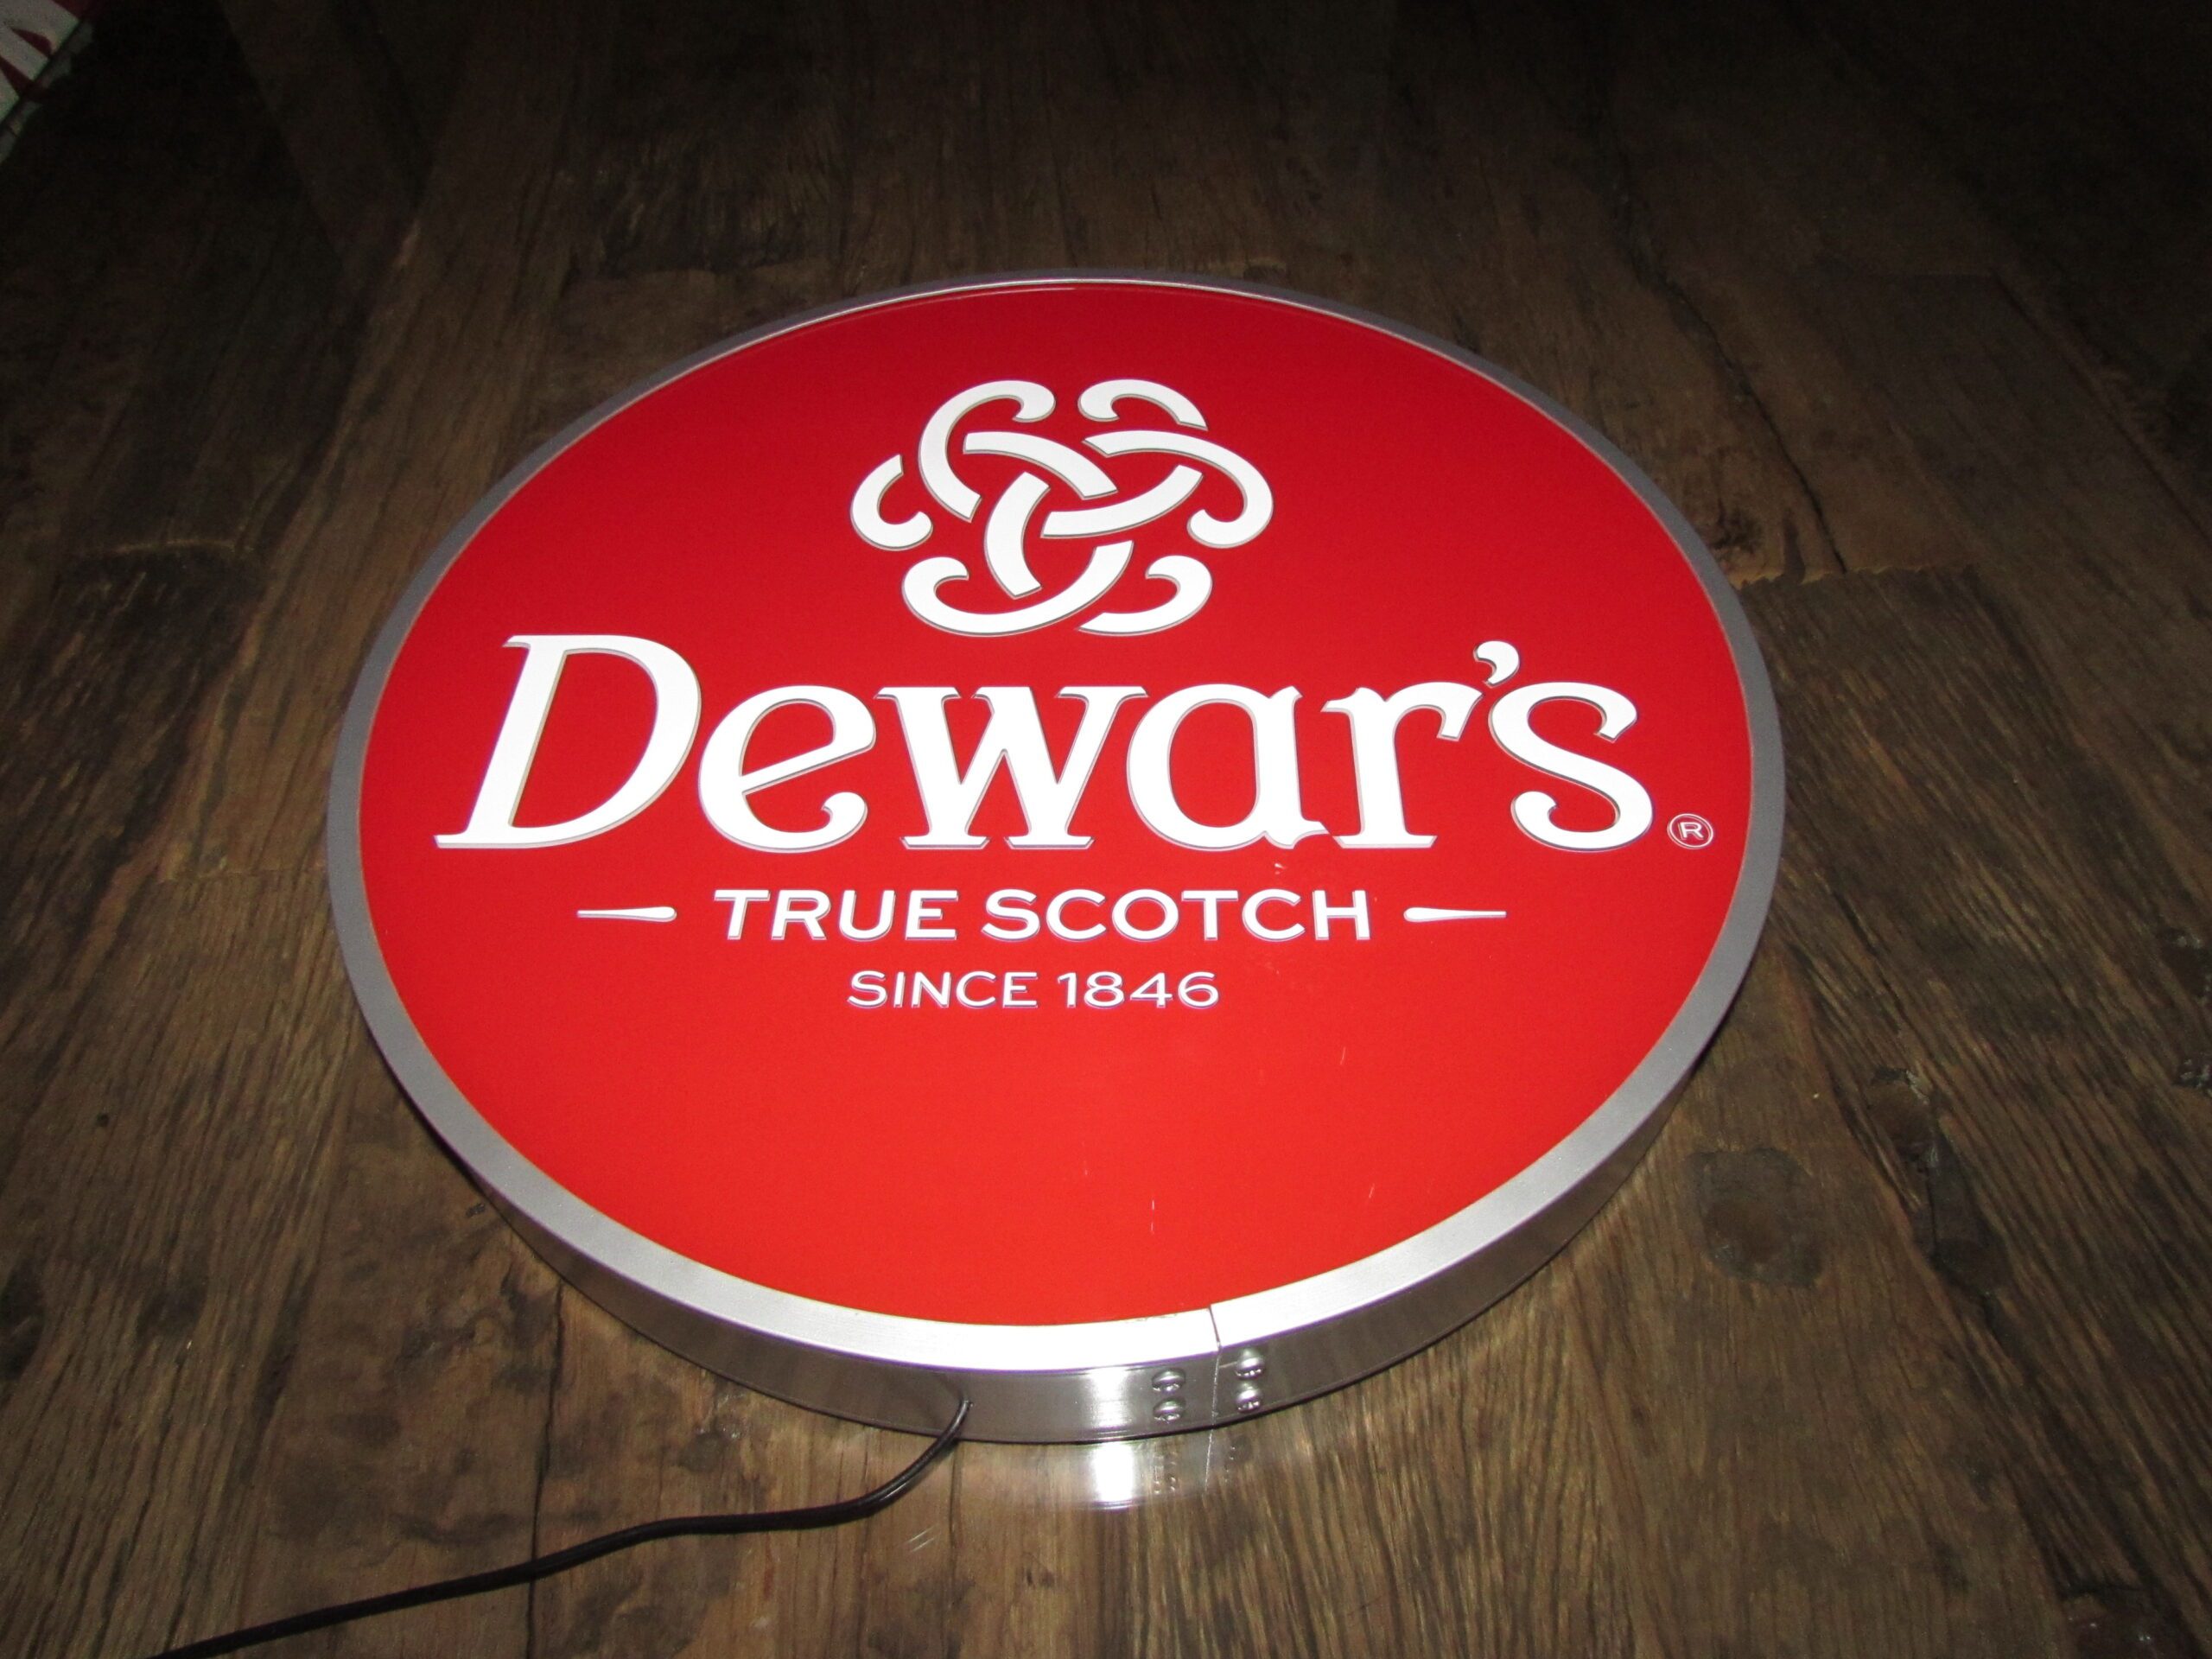 Dewar's®
TRUE SCOTCH
SINCE 1846